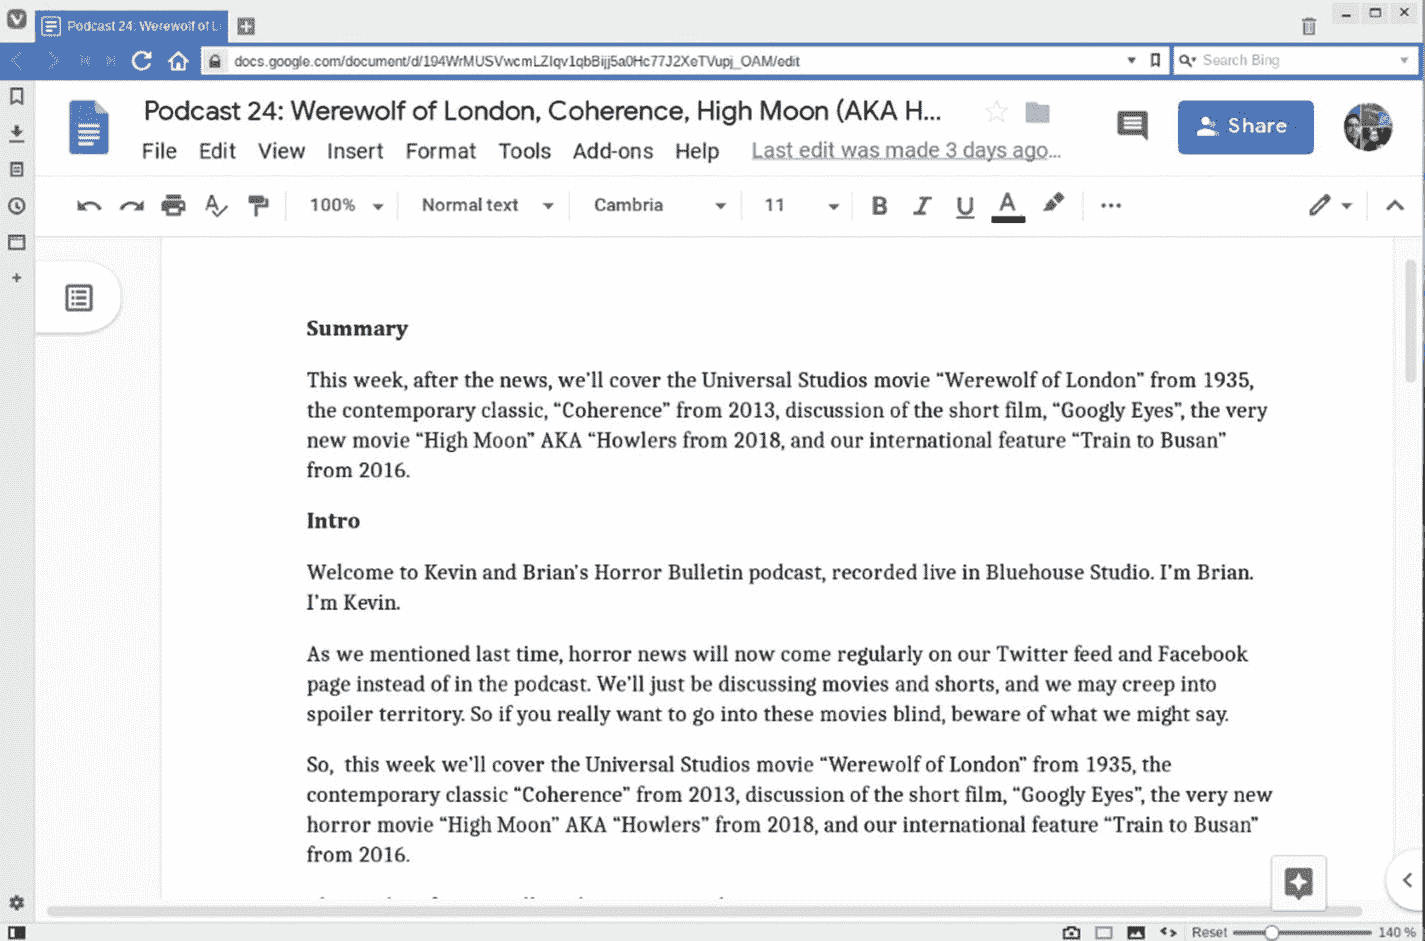 Podcast 24: Werewolf of L
docs.google.com/document/d/194WrMUSVwcmLZIqv1qbBijj5a0Hc77J2XeTVupj_OAM/edit
Search Bing
Podcast 24: Werewolf of London, Coherence, High Moon (AKA H...
Share
File Edit View Insert Format Tools Add-ons Help Last edit was made 3 days ago...
100% Normal text Cambria 11 B I U A
Summary
This week, after the news, we’ll cover the Universal Studios movie “Werewolf of London” from 1935,
the contemporary classic, “Coherence” from 2013, discussion of the short film, “Googly Eyes”, the very
new movie “High Moon” AKA “Howlers from 2018, and our international feature “Train to Busan”
from 2016.
Intro
Welcome to Kevin and Brian’s Horror Bulletin podcast, recorded live in Bluehouse Studio. I’m Brian.
I’m Kevin.
As we mentioned last time, horror news will now come regularly on our Twitter feed and Facebook
page instead of in the podcast. We’ll just be discussing movies and shorts, and we may creep into
spoiler territory. So if you really want to go into these movies blind, beware of what we might say.
So,  this week we’ll cover the Universal Studios movie “Werewolf of London” from 1935, the
contemporary classic “Coherence” from 2013, discussion of the short film, “Googly Eyes”, the very new
horror movie “High Moon” AKA “Howlers” from 2018, and our international feature “Train to Busan”
from 2016.
Reset 140 %